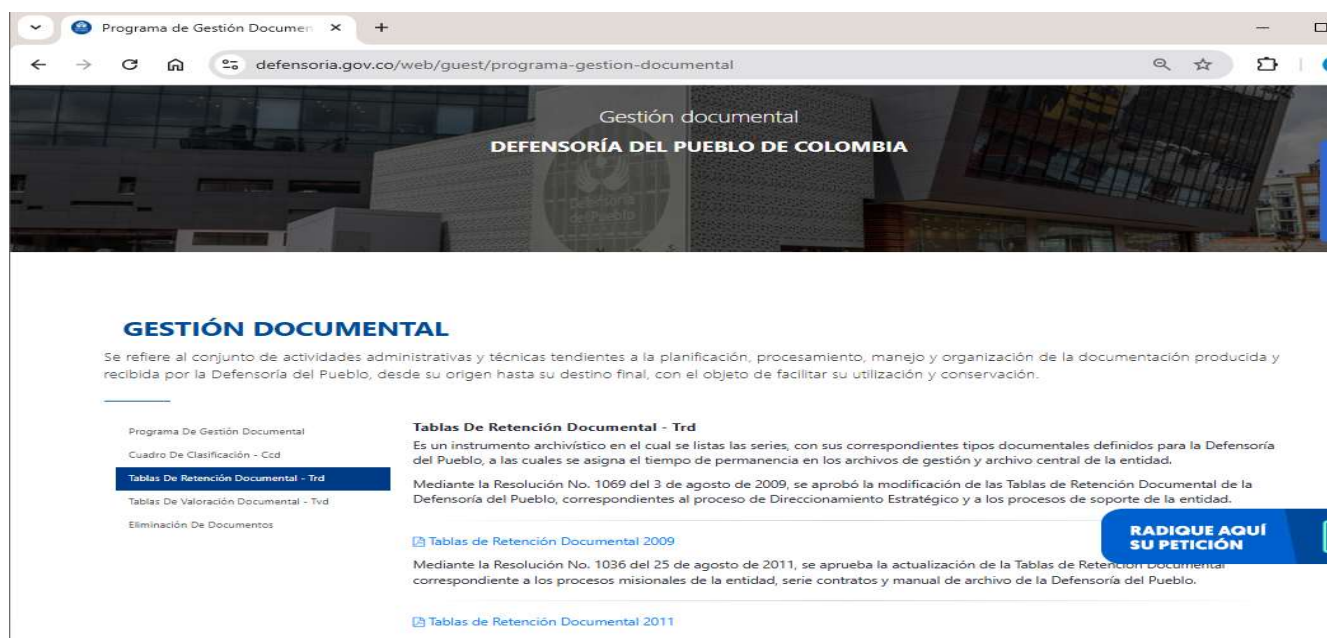 Programa de Gestión Documen
defensoria.gov.co/web/guest/programa-gestion-documental
Gestión documental
DEFENSORÍA DEL PUEBLO DE COLOMBIA
Defensoría
del Pueblo
GESTIÓN DOCUMENTAL
Se refiere al conjunto de actividades administrativas y técnicas tendientes a la planificación, procesamiento, manejo y organización de la documentación producida y
recibida por la Defensoría del Pueblo, desde su origen hasta su destino final, con el objeto de facilitar su utilización y conservación.
Programa De Gestión Documental
Cuadro De Clasificación - Ccd
Tablas De Retención Documental - Trd
Tablas De Valoración Documental - Tvd
Eliminación De Documentos
Tablas De Retención Documental - Trd
Es un instrumento archivístico en el cual se listas las series, con sus correspondientes tipos documentales definidos para la Defensoría
del Pueblo, a las cuales se asigna el tiempo de permanencia en los archivos de gestión y archivo central de la entidad.
Mediante la Resolución No. 1069 del 3 de agosto de 2009, se aprobó la modificación de las Tablas de Retención Documental de la
Defensoría del Pueblo, correspondientes al proceso de Direccionamiento Estratégico y a los procesos de soporte de la entidad.
Tablas de Retención Documental 2009
Mediante la Resolución No. 1036 del 25 de agosto de 2011, se aprueba la actualización de la Tablas de Retención Documental
correspondiente a los procesos misionales de la entidad, serie contratos y manual de archivo de la Defensoría del Pueblo.
Tablas de Retención Documental 2011
RADIQUE AQUÍ
SU PETICIÓN